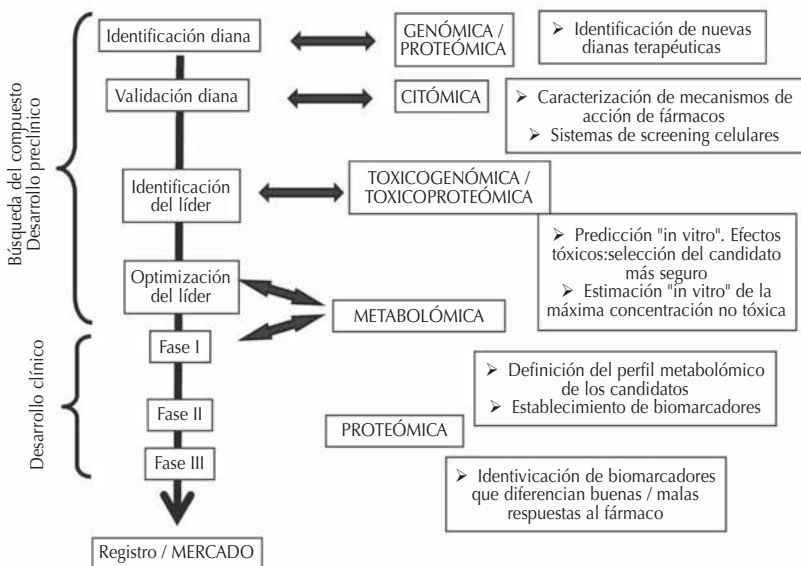 Búsqueda del compuesto
Desarrollo preclínico
Identificación diana
GENÓMICA /
PROTEÓMICA
➢ Identificación de nuevas
dianas terapéuticas
Validación diana
CITÓMICA
➢ Caracterización de mecanismos de
acción de fármacos
➢ Sistemas de screening celulares
Identificación
del líder
TOXICOGENÓMICA /
TOXICOPROTEÓMICA
➢ Predicción "in vitro". Efectos
tóxicos:selección del candidato
más seguro
➢ Estimación "in vitro" de la
máxima concentración no tóxica
Optimización
del líder
METABOLÓMICA
Desarrollo clínico
Fase I
➢ Definición del perfil metabolómico
de los candidatos
➢ Establecimiento de biomarcadores
Fase II
PROTEÓMICA
Fase III
➢ Identivicación de biomarcadores
que diferencian buenas / malas
respuestas al fármaco
Registro / MERCADO